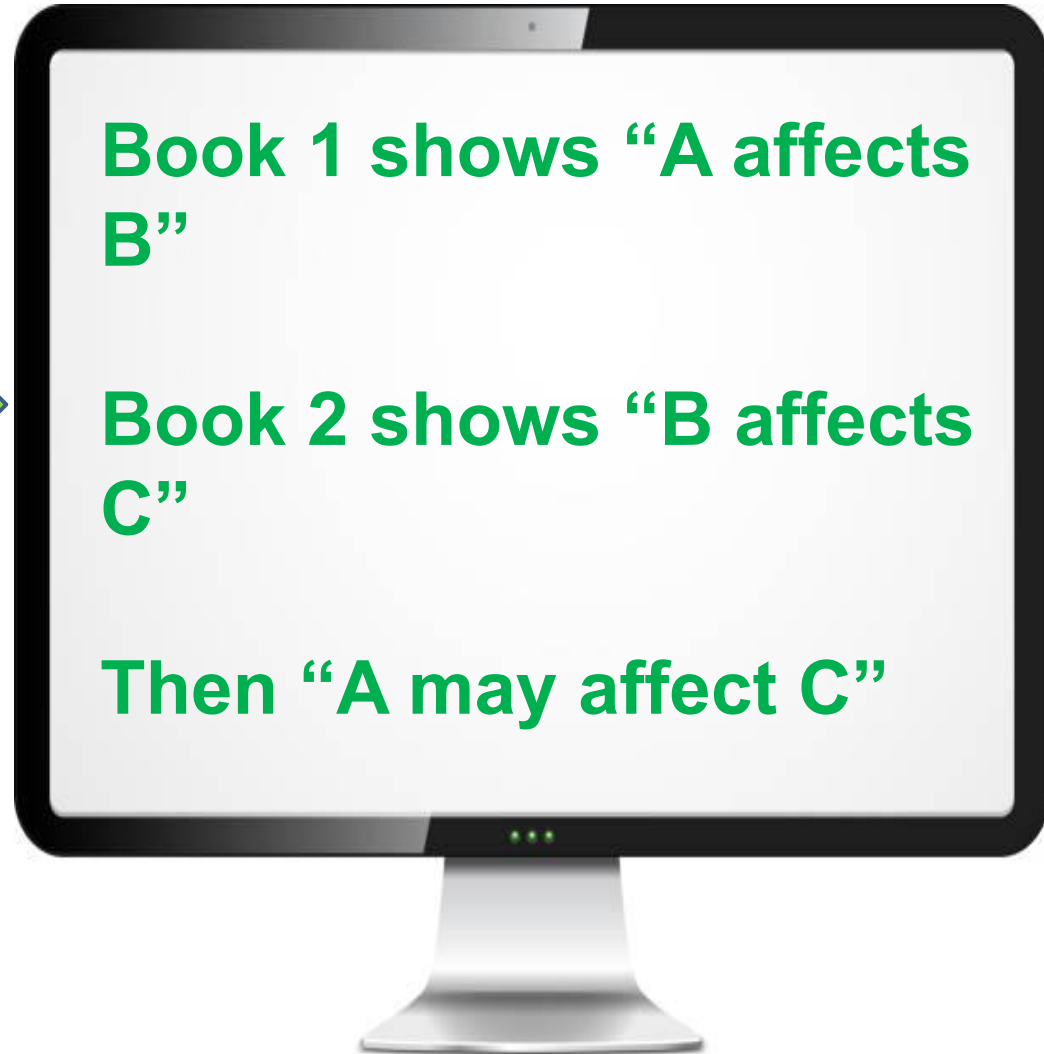 Book 1 shows “A affects
B”
Book 2 shows “B affects
C”
Then “A may affect C”